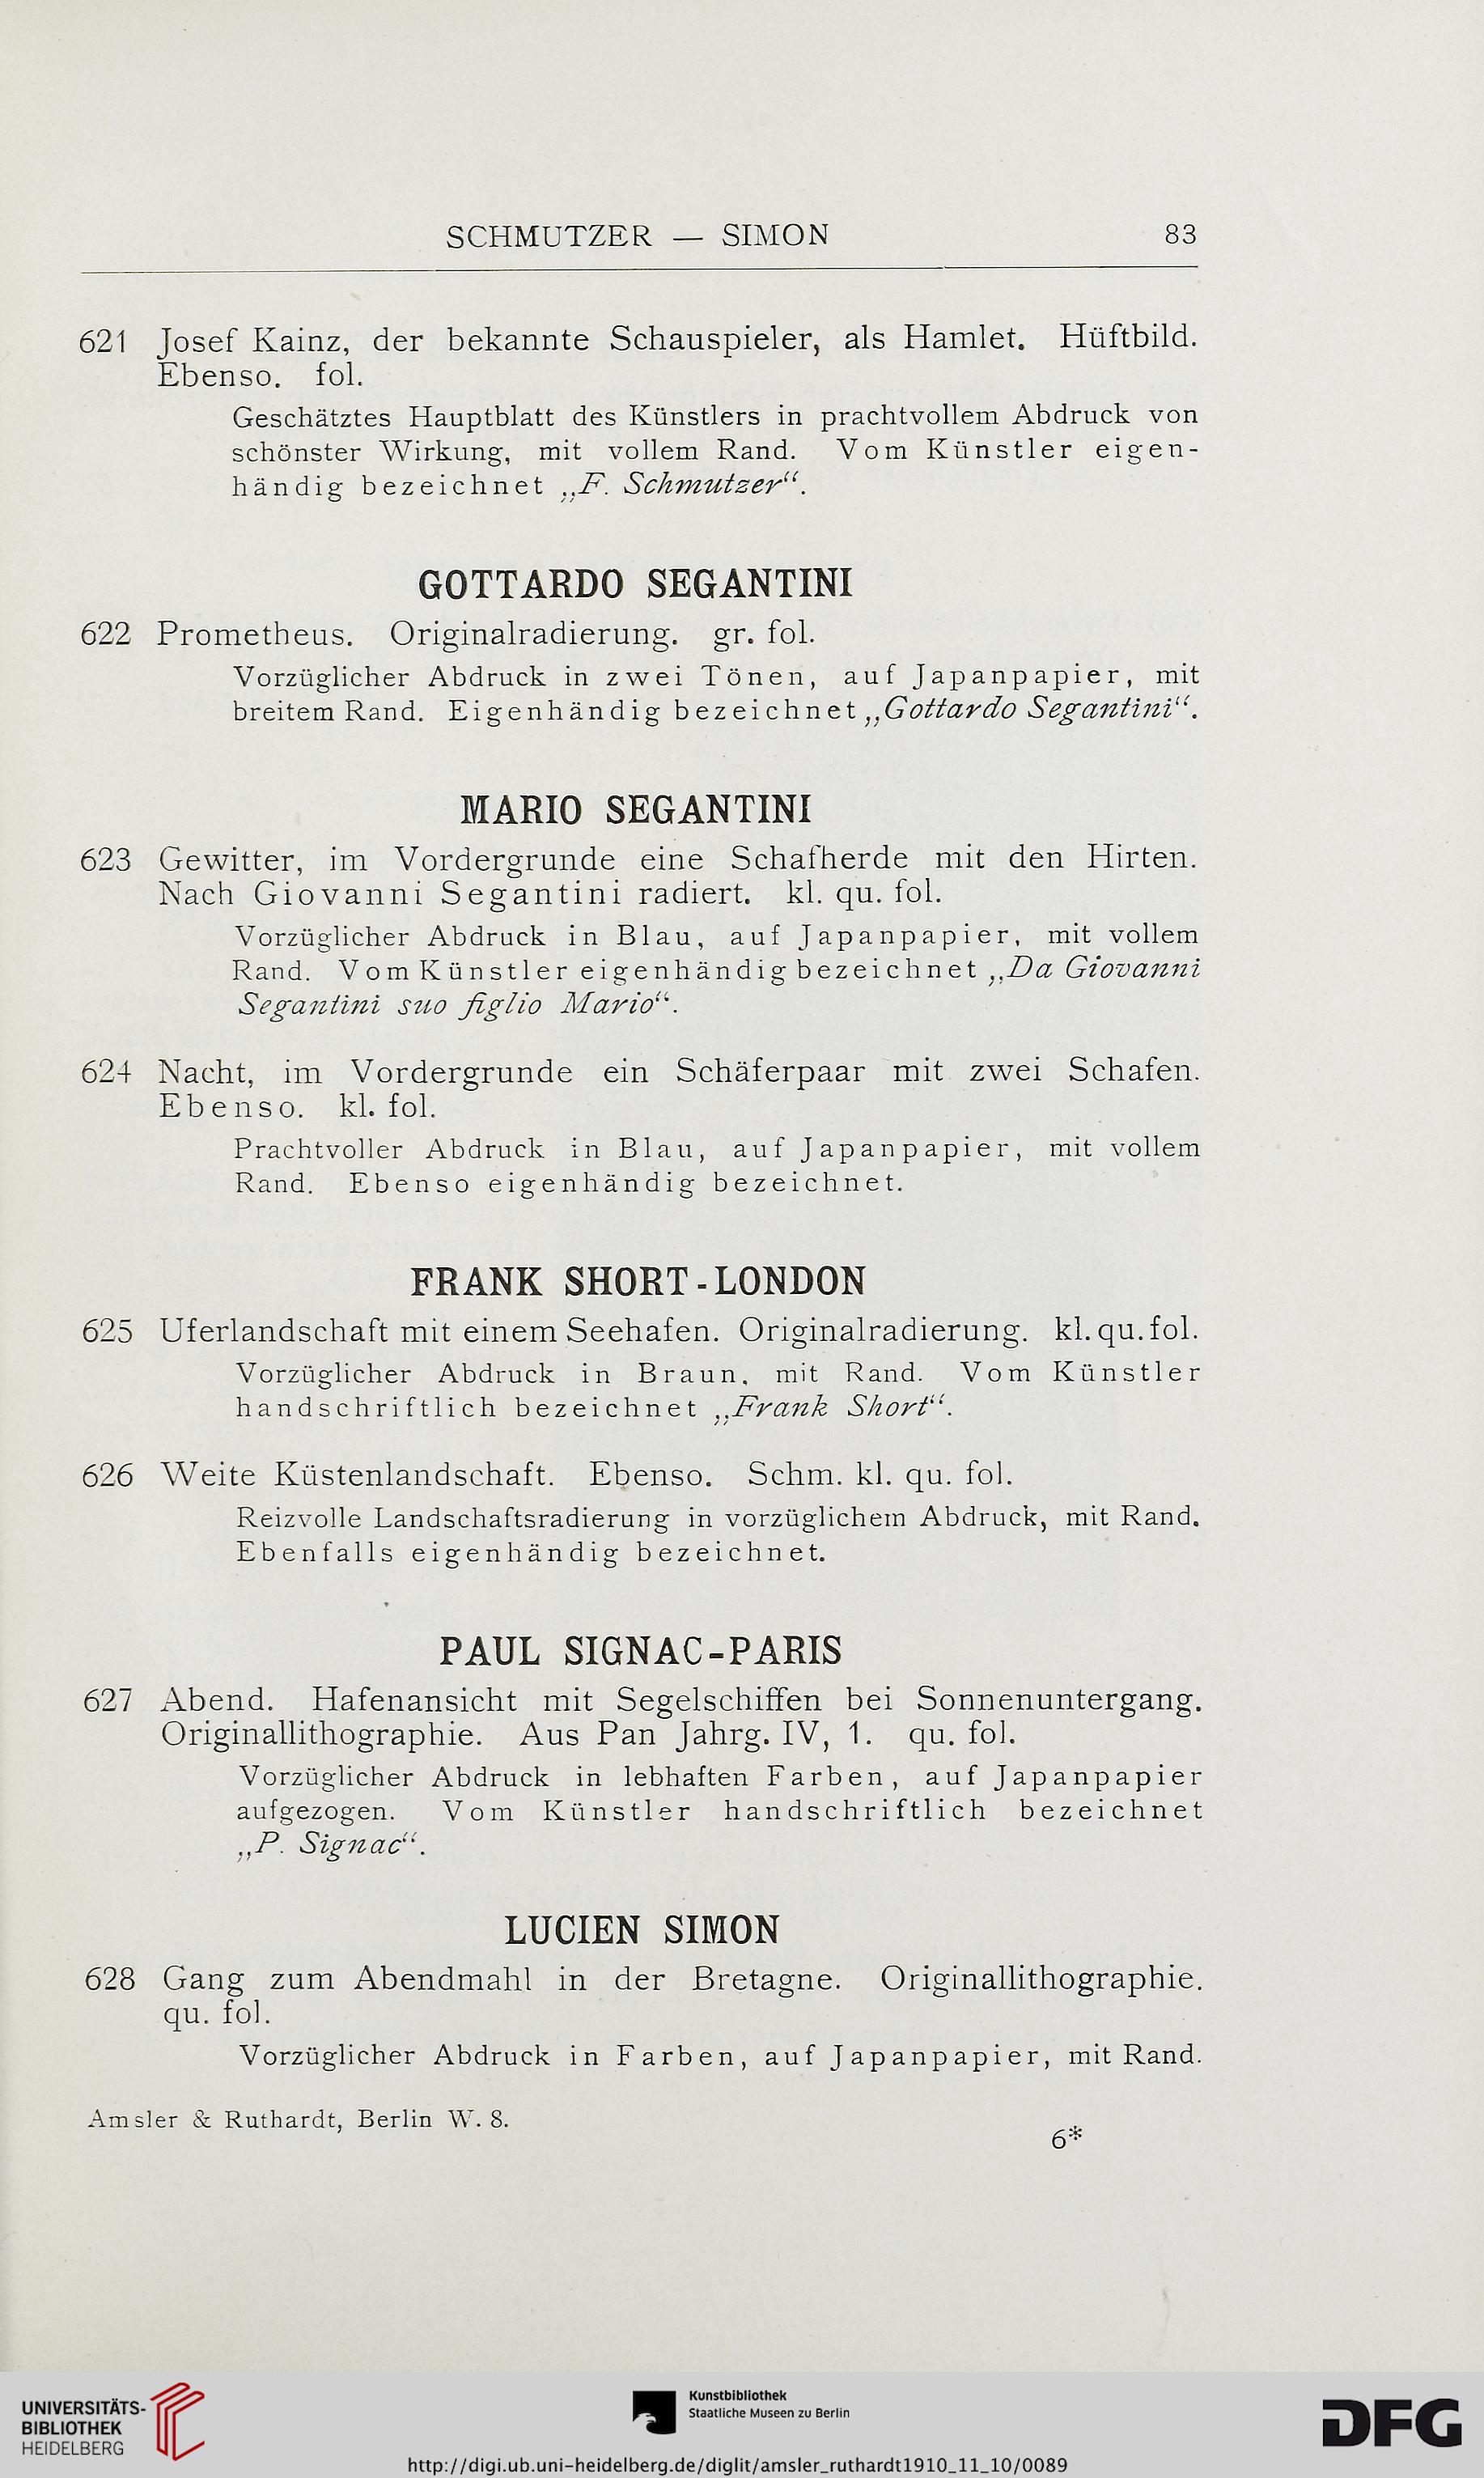 SCHMUTZER — SIMON 83
621 Josef Kainz, der bekannte Schauspieler, als Hamlet. Hüftbild.
Ebenso. fol.
Geschätztes Hauptblatt des Künstlers in prachtvollem Abdruck von
schönster Wirkung, mit vollem Rand. Vom Künstler eigen-
händig bezeichnet „F. Schmutzer“.
GOTTARDO SEGANTINI
622 Prometheus. Originalradierung. gr. fol.
Vorzüglicher Abdruck in zwei Tönen, auf Japanpapier, mit
breitem Rand. Eigenhändig bezeichnet „Gottardo Segantini“.
MARIO SEGANTINI
623 Gewitter, im Vordergrunde eine Schafherde mit den Hirten.
Nach Giovanni Segantini radiert. kl. qu. fol.
Vorzüglicher Abdruck in Blau, auf Japanpapier, mit vollem
Rand. Vom Künstler eigenhändig bezeichnet „Da Giovanni
Segantini suo figlio Mario“.
624 Nacht, im Vordergrunde ein Schäferpaar mit zwei Schafen.
Ebenso. kl. fol.
Prachtvoller Abdruck in Blau, auf Japanpapier, mit vollem
Rand. Ebenso eigenhändig bezeichnet.
FRANK SHORT-LONDON
625 Uferlandschaft mit einem Seehafen. Originalradierung. kl. qu. fol.
Vorzüglicher Abdruck in Braun, mit Rand. Vom Künstler
handschriftlich bezeichnet „Frank Short“.
626 Weite Küstenlandschaft. Ebenso. Schm. kl. qu. fol.
Reizvolle Landschaftsradierung in vorzüglichem Abdruck, mit Rand.
Ebenfalls eigenhändig bezeichnet.
PAUL SIGNAC-PARIS
627 Abend. Hafenansicht mit Segelschiffen bei Sonnenuntergang.
Originallithographie. Aus Pan Jahrg. IV, 1. qu. fol.
Vorzüglicher Abdruck in lebhaften Farben, auf Japanpapier
aufgezogen. Vom Künstler handschriftlich bezeichnet
„P. Signac“.
LUCIEN SIMON
628 Gang zum Abendmahl in der Bretagne. Originallithographie.
qu. fol.
Vorzüglicher Abdruck in Farben, auf Japanpapier, mit Rand.
Amsler & Ruthardt, Berlin W. 8.
6*
UNIVERSITÄTS-
BIBLIOTHEK
HEIDELBERG
Kunstbibliothek
Staatliche Museen zu Berlin
DFG
http://digi.ub.uni-heidelberg.de/diglit/amsler_ruthardt1910_11_10/0089